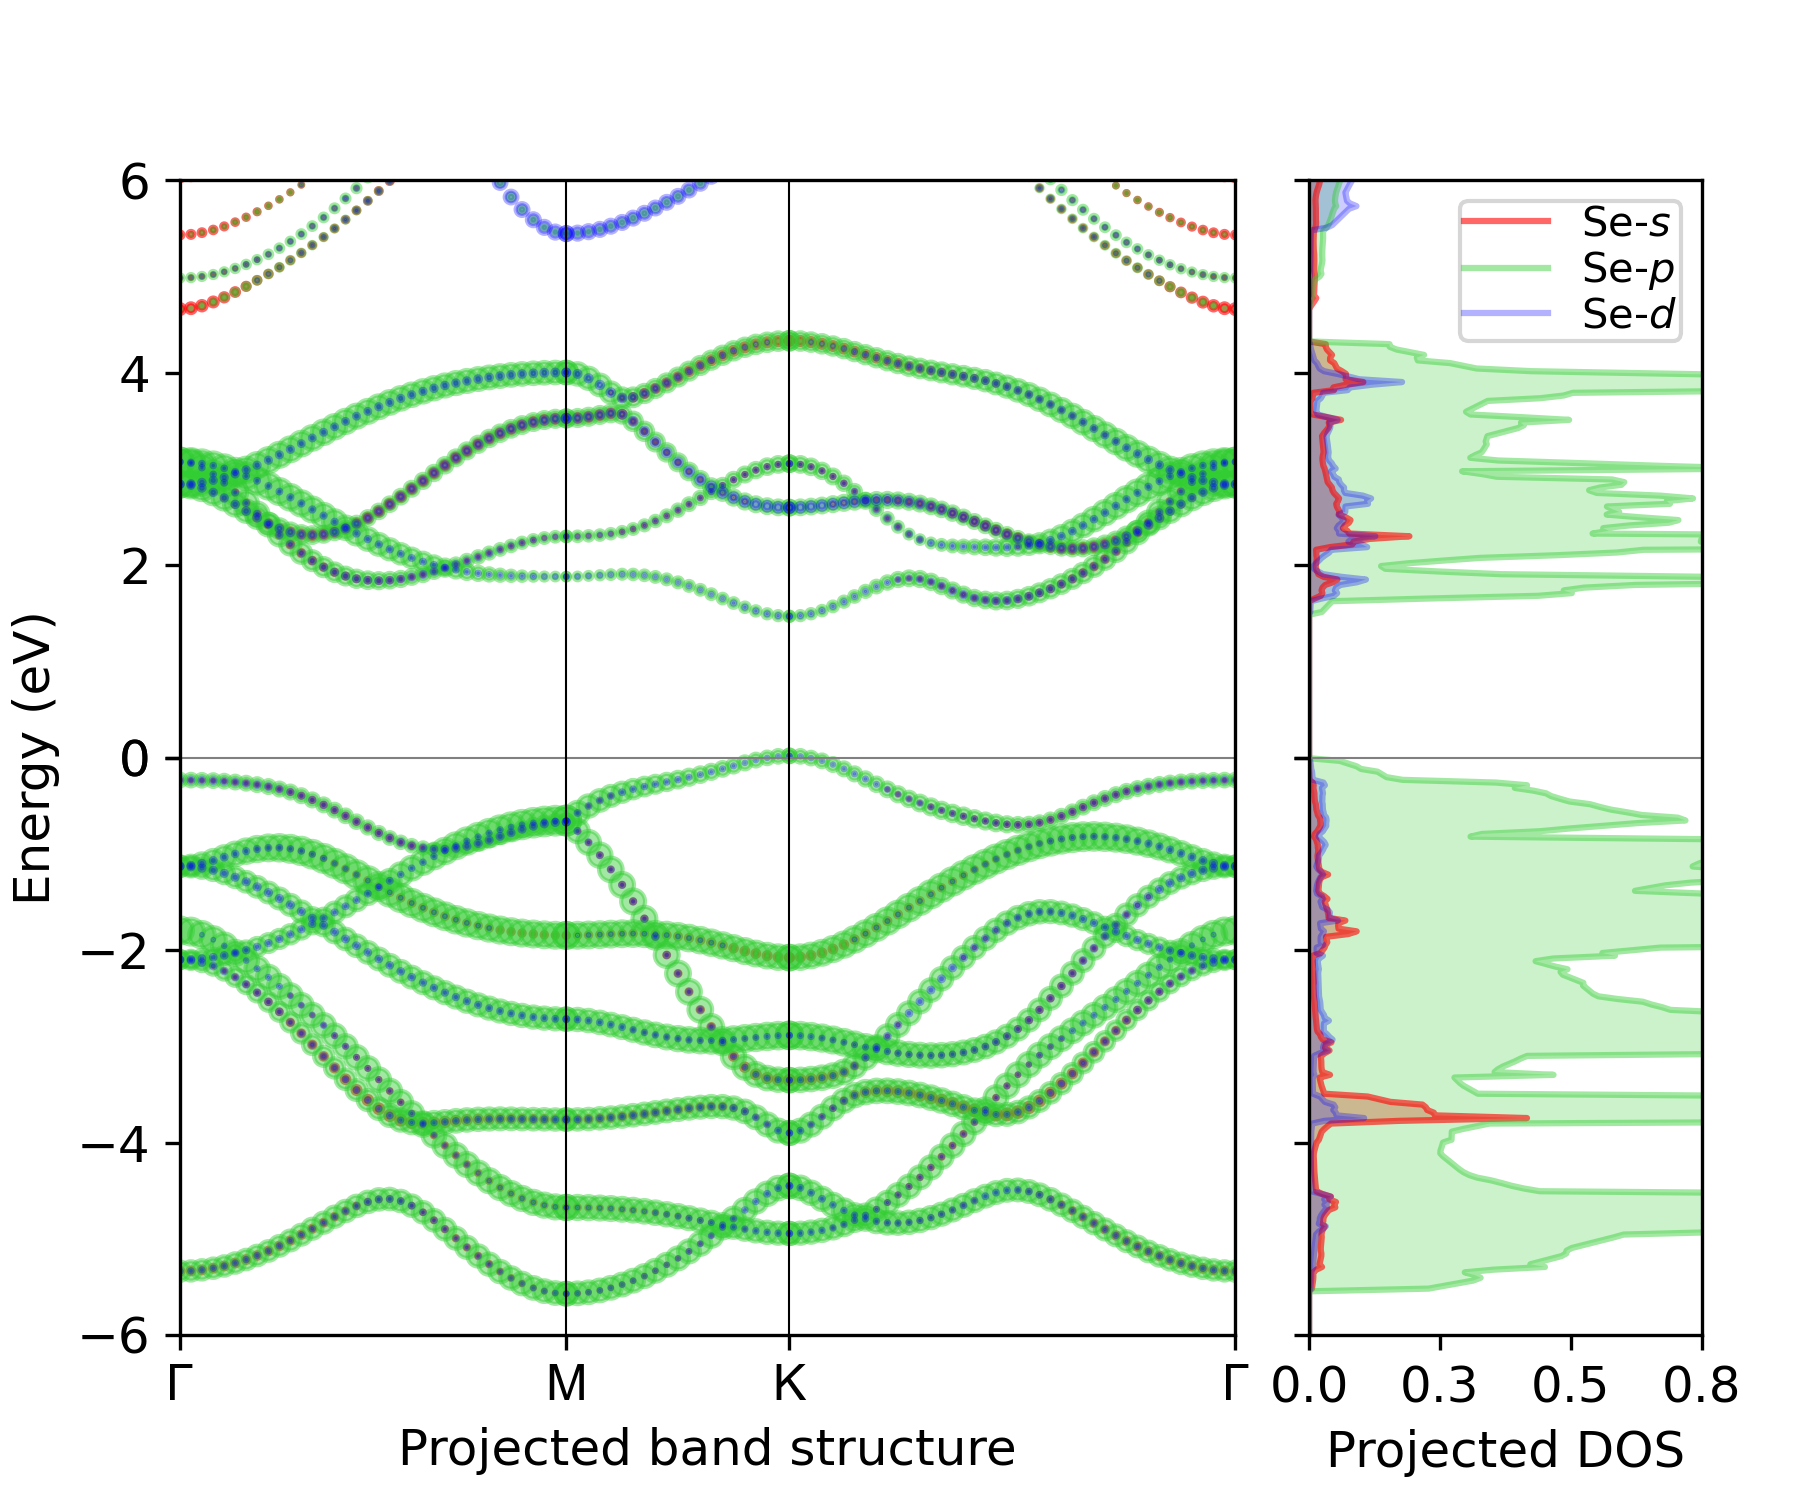 6
4
2
0
−2
−4
−6
Energy (eV)
Γ M K Γ
Projected band structure
Se-s
Se-p
Se-d
0.0 0.3 0.5 0.8
Projected DOS